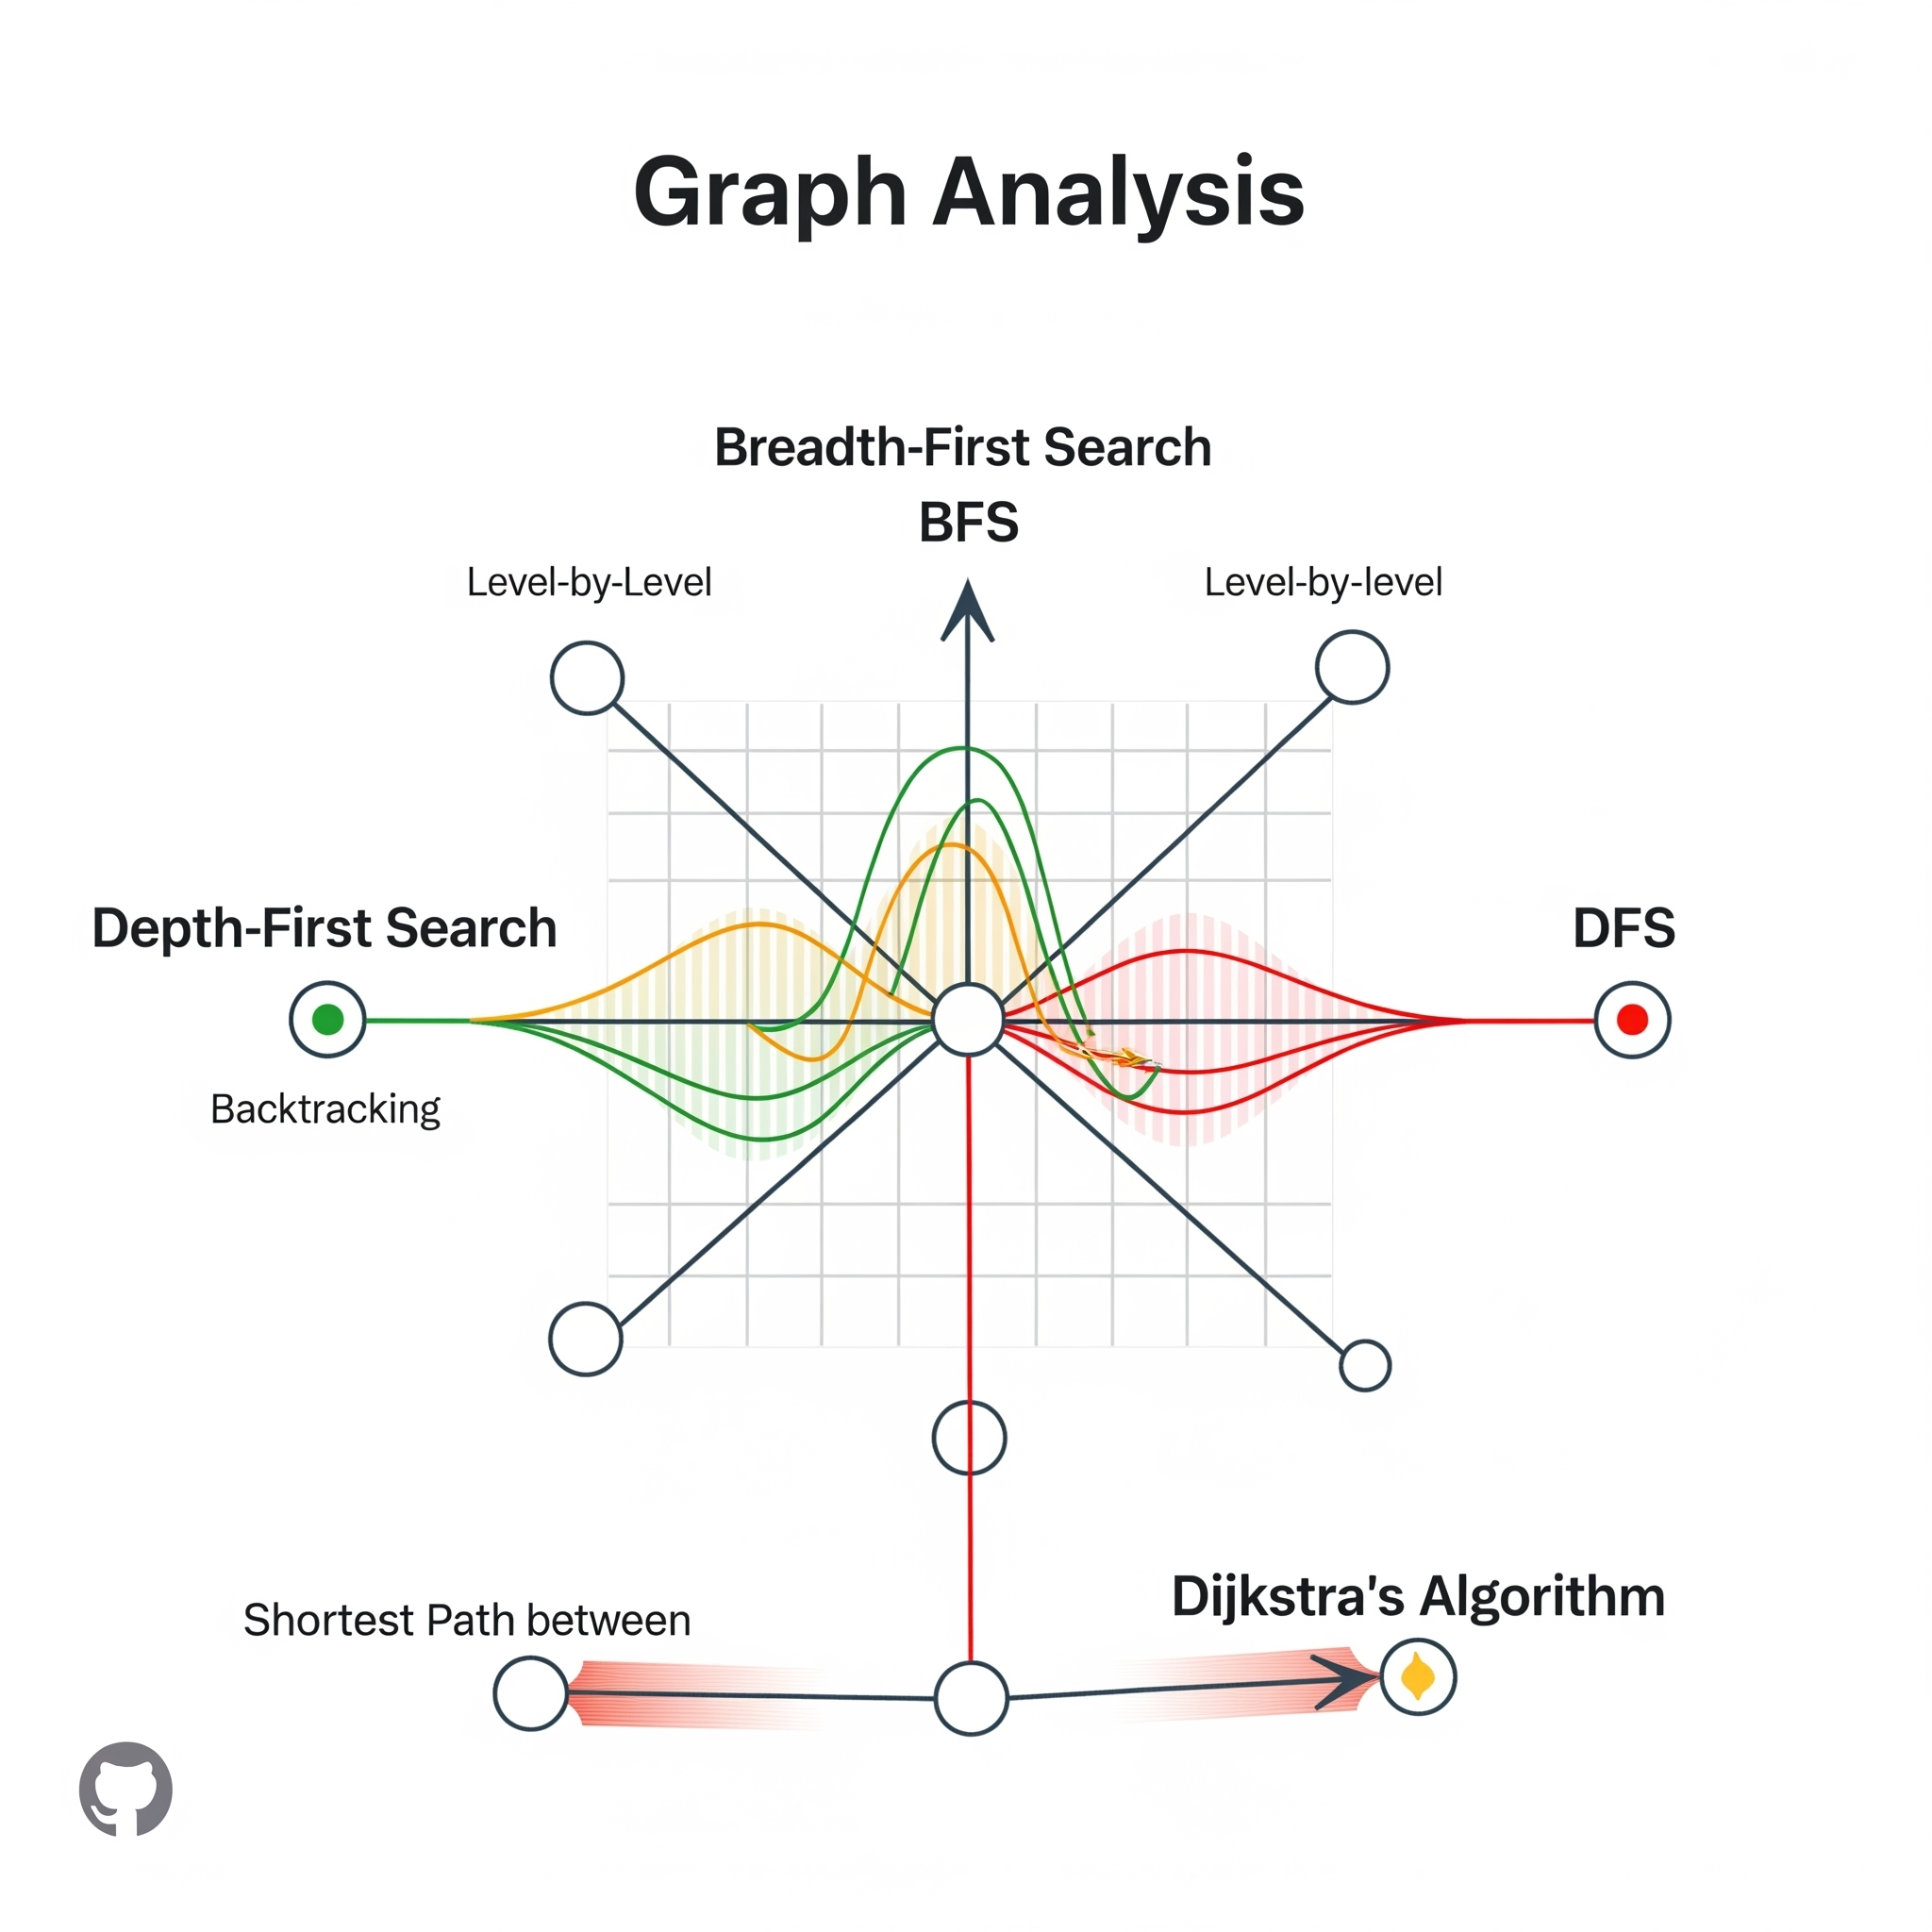 Graph Analysis
Breadth-First Search
BFS
Level-by-Level
Level-by-level
Depth-First Search
DFS
Backtracking
Shortest Path between
Dijkstra's Algorithm